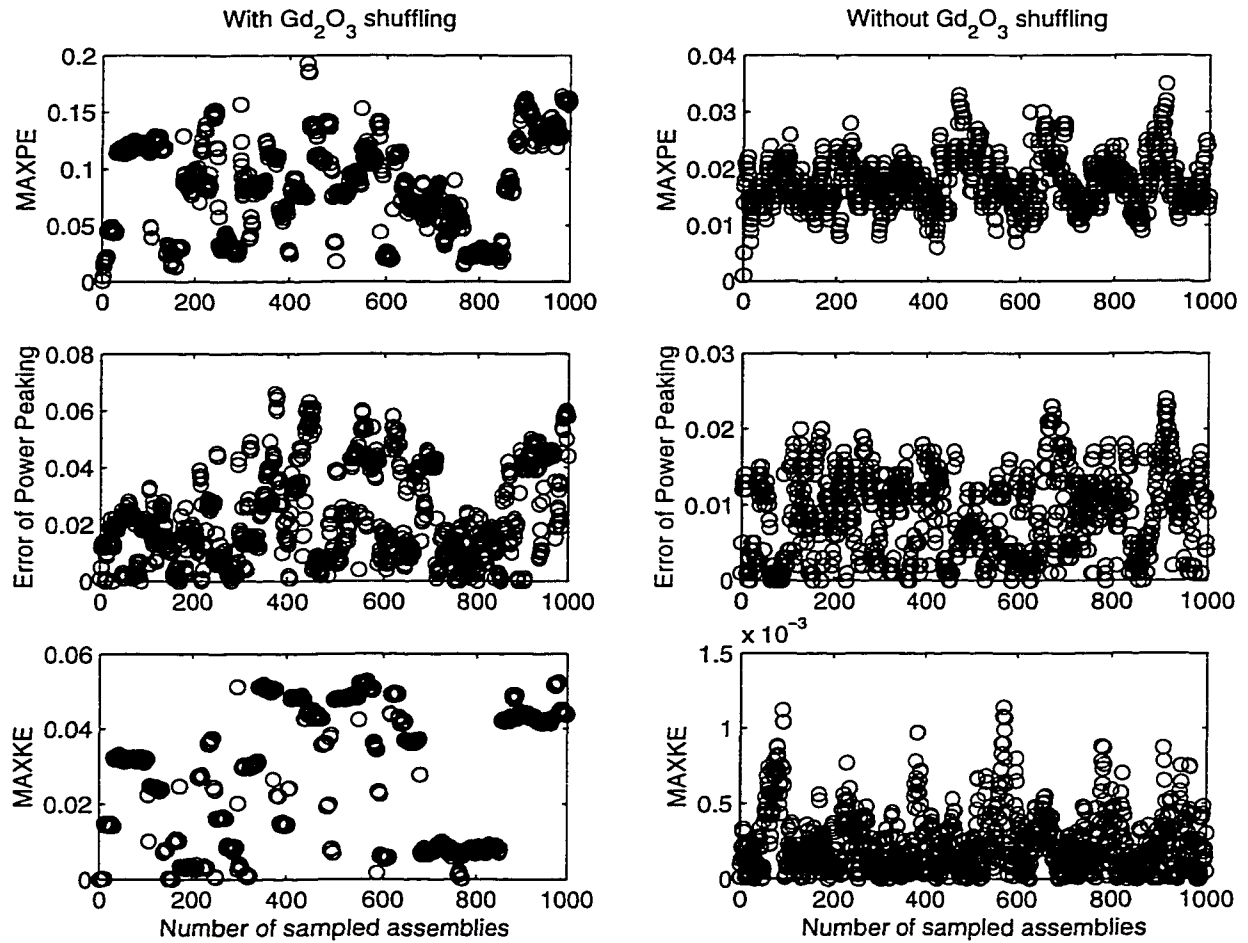 With Gd2O3 shuffling
MAXPE
0.2
0.15
0.1
0.05
0
0 200 400 600 800 1000
Without Gd2O3 shuffling
MAXPE
0.04
0.03
0.02
0.01
0
0 200 400 600 800 1000
Error of Power Peaking
0.08
0.06
0.04
0.02
0
0 200 400 600 800 1000
Error of Power Peaking
0.03
0.02
0.01
0
0 200 400 600 800 1000
MAXKE
0.06
0.04
0.02
0
0 200 400 600 800 1000
Number of sampled assemblies
x 10-3
MAXKE
1.5
1
0.5
0
0 200 400 600 800 1000
Number of sampled assemblies